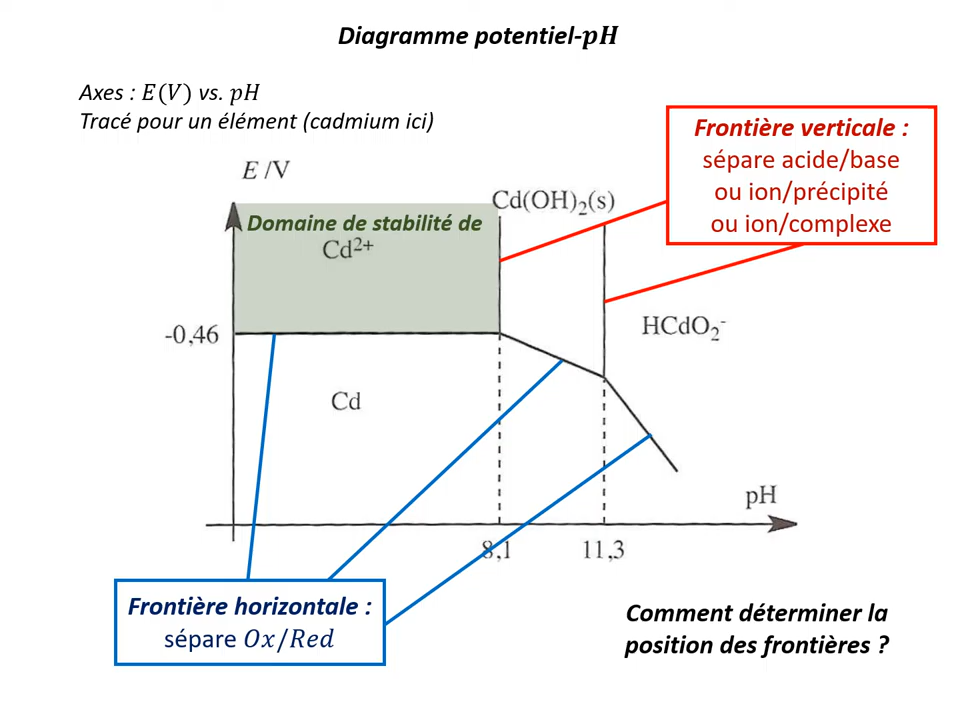 Diagramme potentiel-pH
Axes : E(V) vs. pH
Tracé pour un élément (cadmium ici)
Frontière verticale :
sépare acide/base
ou ion/précipité
ou ion/complexe
E /V
Cd(OH)₂(s)
Domaine de stabilité de
Cd²⁺
-0,46
HCdO₂⁻
Cd
pH
8,1
11,3
Frontière horizontale :
sépare Ox/Red
Comment déterminer la
position des frontières ?